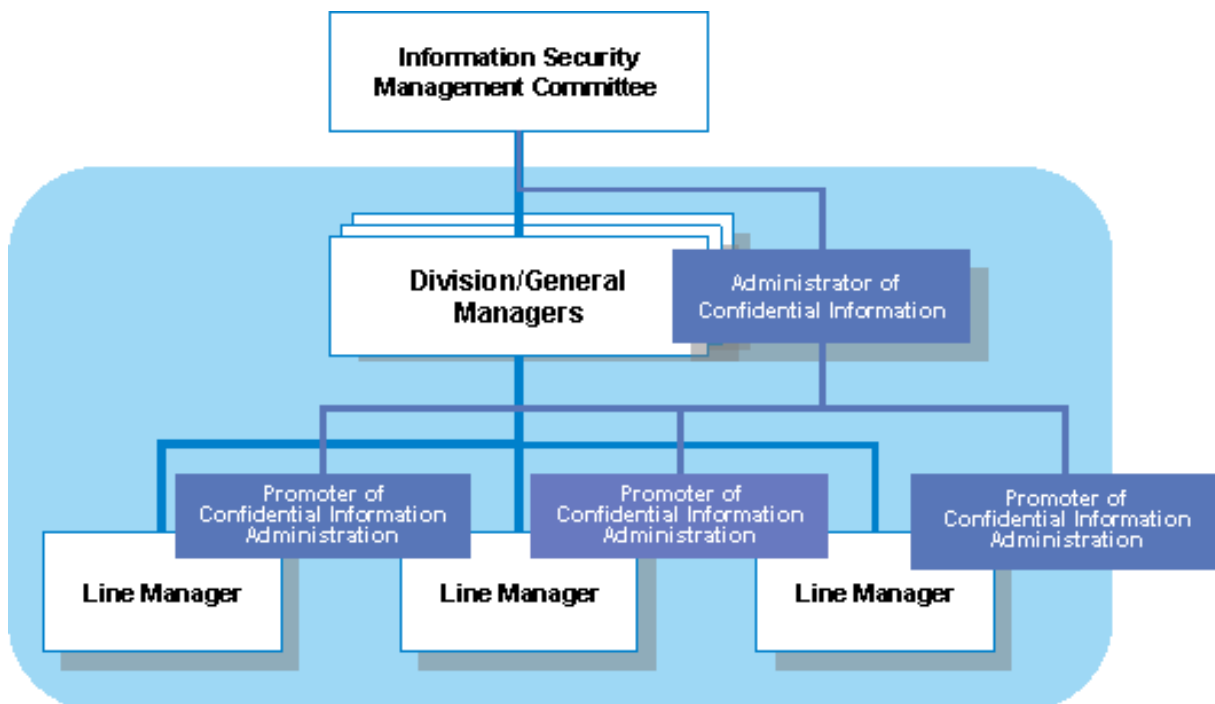 Information Security
Management Committee
Division/General
Managers
Administrator of
Confidential Information
Promoter of
Confidential Information
Administration
Promoter of
Confidential Information
Administration
Promoter of
Confidential Information
Administration
Line Manager
Line Manager
Line Manager